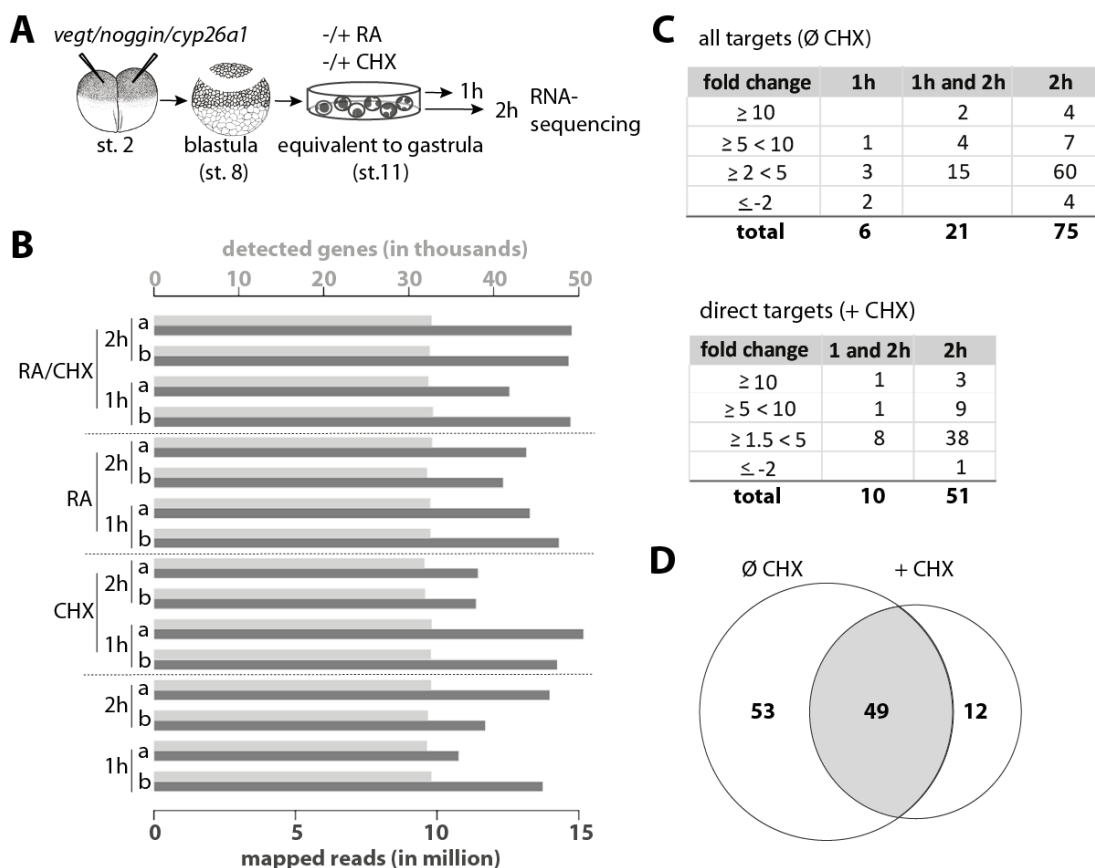 A
vegt/noggin/cyp26a1
-/+ RA
-/+ CHX
1h
2h
RNA-
sequencing
st. 2
blastula
(st. 8)
equivalent to gastrula
(st.11)
B
detected genes (in thousands)
0 10 20 30 40 50
RA/CHX
2h
a
b
1h
a
b
RA
2h
a
b
1h
a
b
CHX
2h
a
b
1h
a
b
2h
a
b
1h
a
b
0 5 10 15
mapped reads (in million)
C
all targets (Ø CHX)
fold change 1h 1h and 2h 2h
≥ 10 2 4
≥ 5 < 10 1 4 7
≥ 2 < 5 3 15 60
≤ -2 2 4
total 6 21 75
direct targets (+ CHX)
fold change 1 and 2h 2h
≥ 10 1 3
≥ 5 < 10 1 9
≥ 1.5 < 5 8 38
≤ -2 1
total 10 51
D
Ø CHX + CHX
53 49 12